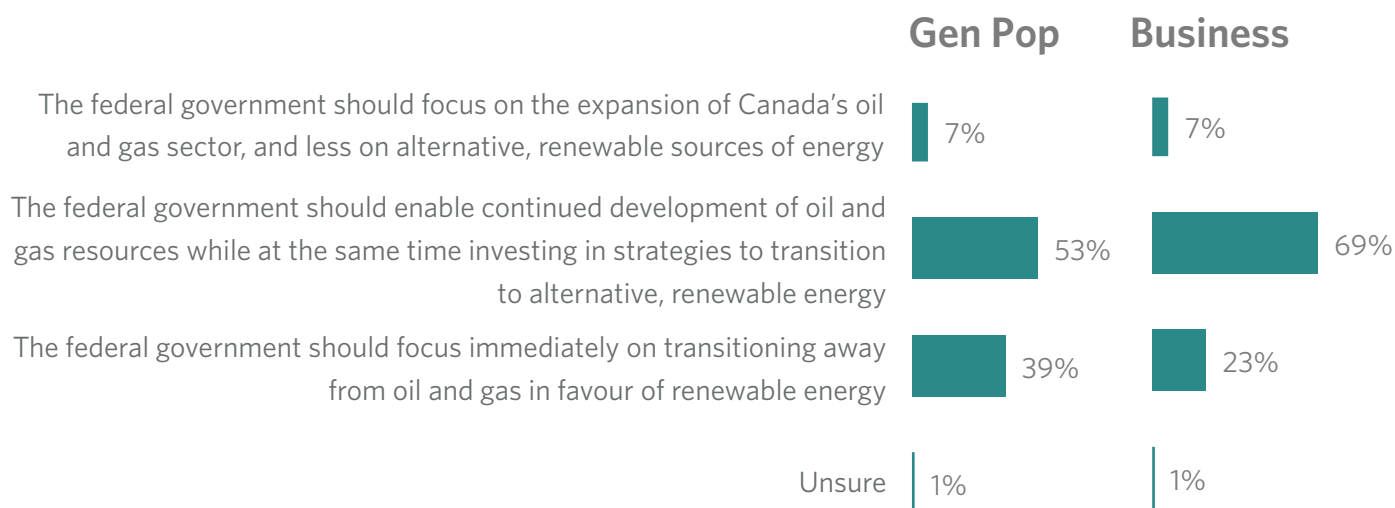 Gen Pop Business
The federal government should focus on the expansion of Canada’s oil
and gas sector, and less on alternative, renewable sources of energy
7% 7%
The federal government should enable continued development of oil and
gas resources while at the same time investing in strategies to transition
to alternative, renewable energy
53% 69%
The federal government should focus immediately on transitioning away
from oil and gas in favour of renewable energy
39% 23%
Unsure 1% 1%